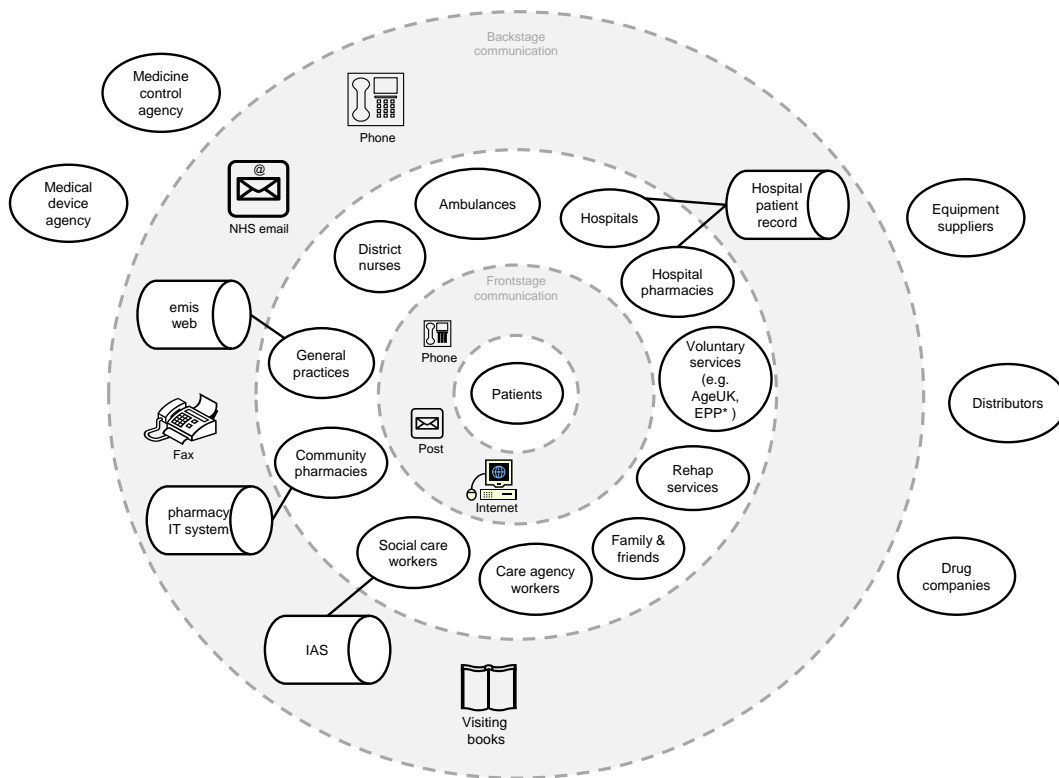 Backstage
communication
Medicine
control
agency
Phone
Medical
device
agency
@
NHS email
Ambulances
Hospitals
Hospital
patient
record
Equipment
suppliers
District
nurses
Hospital
pharmacies
Frontstage
communication
emis
web
Phone
General
practices
Voluntary
services
(e.g.
AgeUK,
EPP* )
Patients
Distributors
Post
Fax
Community
pharmacies
Rehap
services
Internet
pharmacy
IT system
Social care
workers
Family &
friends
Care agency
workers
Drug
companies
IAS
Visiting
books